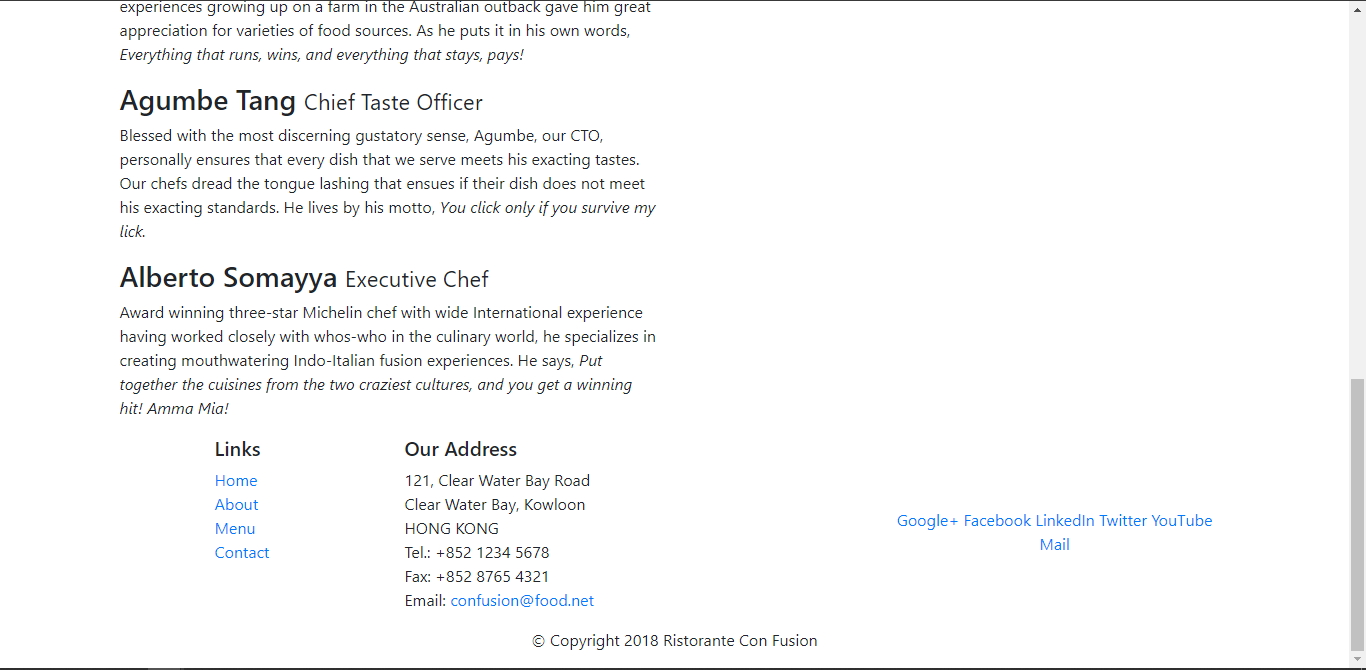 experiences growing up on a farm in the Australian outback gave him great
appreciation for varieties of food sources. As he puts it in his own words,
Everything that runs, wins, and everything that stays, pays!
Agumbe Tang Chief Taste Officer
Blessed with the most discerning gustatory sense, Agumbe, our CTO,
personally ensures that every dish that we serve meets his exacting tastes.
Our chefs dread the tongue lashing that ensues if their dish does not meet
his exacting standards. He lives by his motto, You click only if you survive my
lick.
Alberto Somayya Executive Chef
Award winning three-star Michelin chef with wide International experience
having worked closely with whos-who in the culinary world, he specializes in
creating mouthwatering Indo-Italian fusion experiences. He says, Put
together the cuisines from the two craziest cultures, and you get a winning
hit! Amma Mia!
Links
Home
About
Menu
Contact
Our Address
121, Clear Water Bay Road
Clear Water Bay, Kowloon
HONG KONG
Tel.: +852 1234 5678
Fax: +852 8765 4321
Email: confusion@food.net
Google+ Facebook LinkedIn Twitter YouTube
Mail
© Copyright 2018 Ristorante Con Fusion